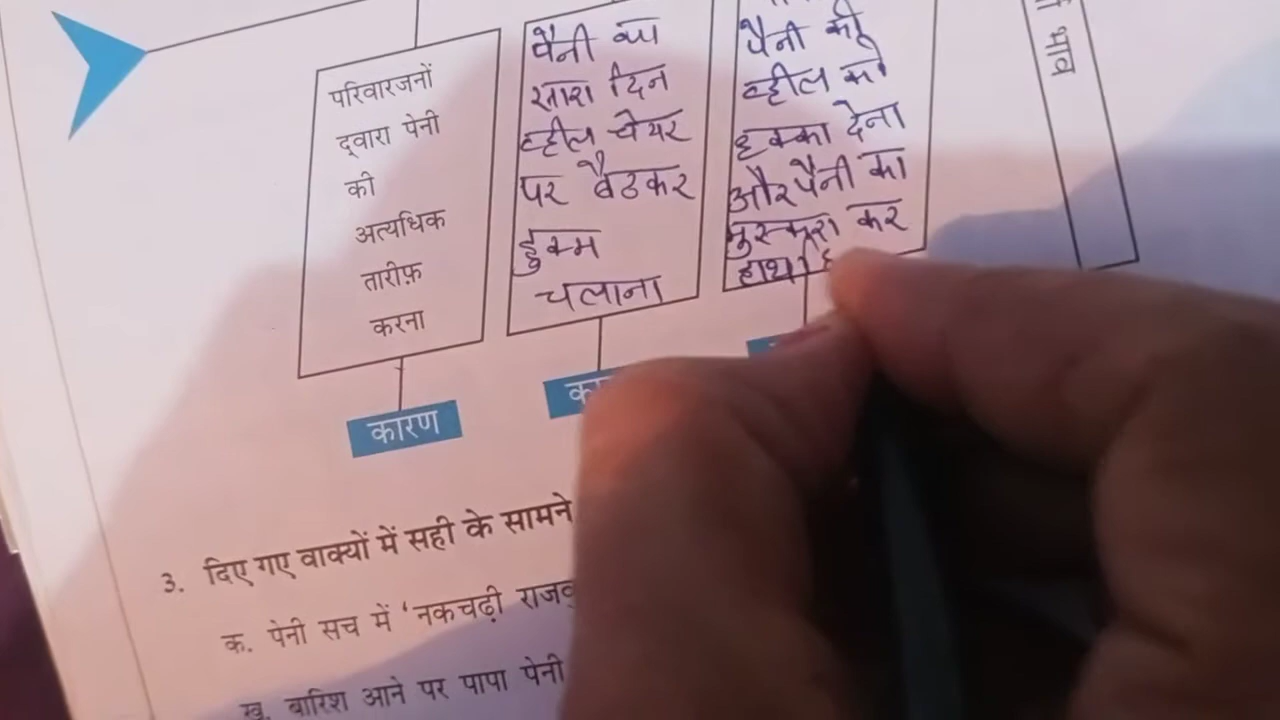 परिवारजनों
द्वारा पेनी
की
अत्यधिक
तारीफ़
करना
पैनी का
सारा दिन
व्हील चेयर
पर बैठकर
हुक्म
चलाना
पैनी की
व्हील को
धक्का देना
और पैनी का
मुस्कुरा कर
हाथ
भाव
कारण
3. दिए गए वाक्यों में सही के सामने
क. पेनी सच में ‘नकचढ़ी
ख. बारिश आने पर पापा पेनी